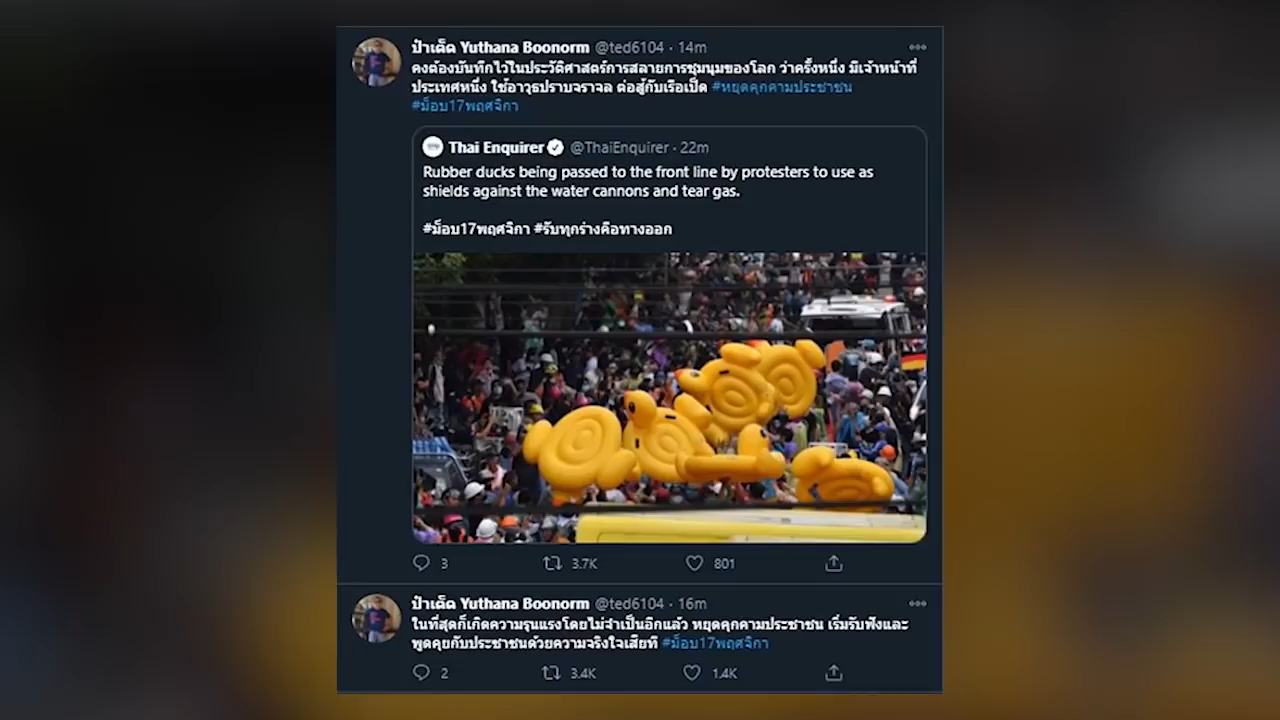 ป๋าเต็ด Yuthana Boonorm @ted6104 · 14m
คงต้องบันทึกไว้ในประวัติศาสตร์การสลายการชุมนุมของโลก ว่าครั้งหนึ่ง มีเจ้าหน้าที่
ประเทศหนึ่ง ใช้อาวุธปราบจราจล ต่อสู้กับเรือเป็ด #หยุดคุกคามประชาชน
#ม็อบ17พฤศจิกา
Thai Enquirer @ThaiEnquirer · 22m
Rubber ducks being passed to the front line by protesters to use as
shields against the water cannons and tear gas.
#ม็อบ17พฤศจิกา #รับทุกร่างคือทางออก
3 3.7K 801
ป๋าเต็ด Yuthana Boonorm @ted6104 · 16m
ในที่สุดก็เกิดความรุนแรงโดยไม่จำเป็นอีกแล้ว หยุดคุกคามประชาชน เริ่มรับฟังและ
พูดคุยกับประชาชนด้วยความจริงใจเสียที #ม็อบ17พฤศจิกา
2 3.4K 1.4K